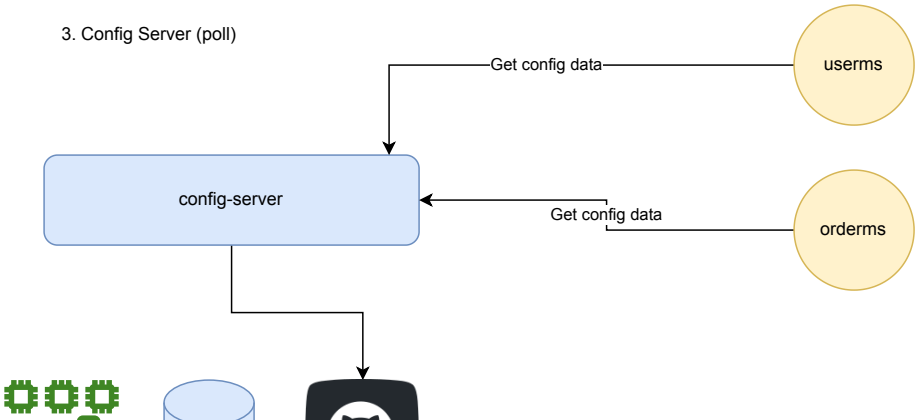 3. Config Server (poll)
Get config data
userms
config-server
Get config data
orderms